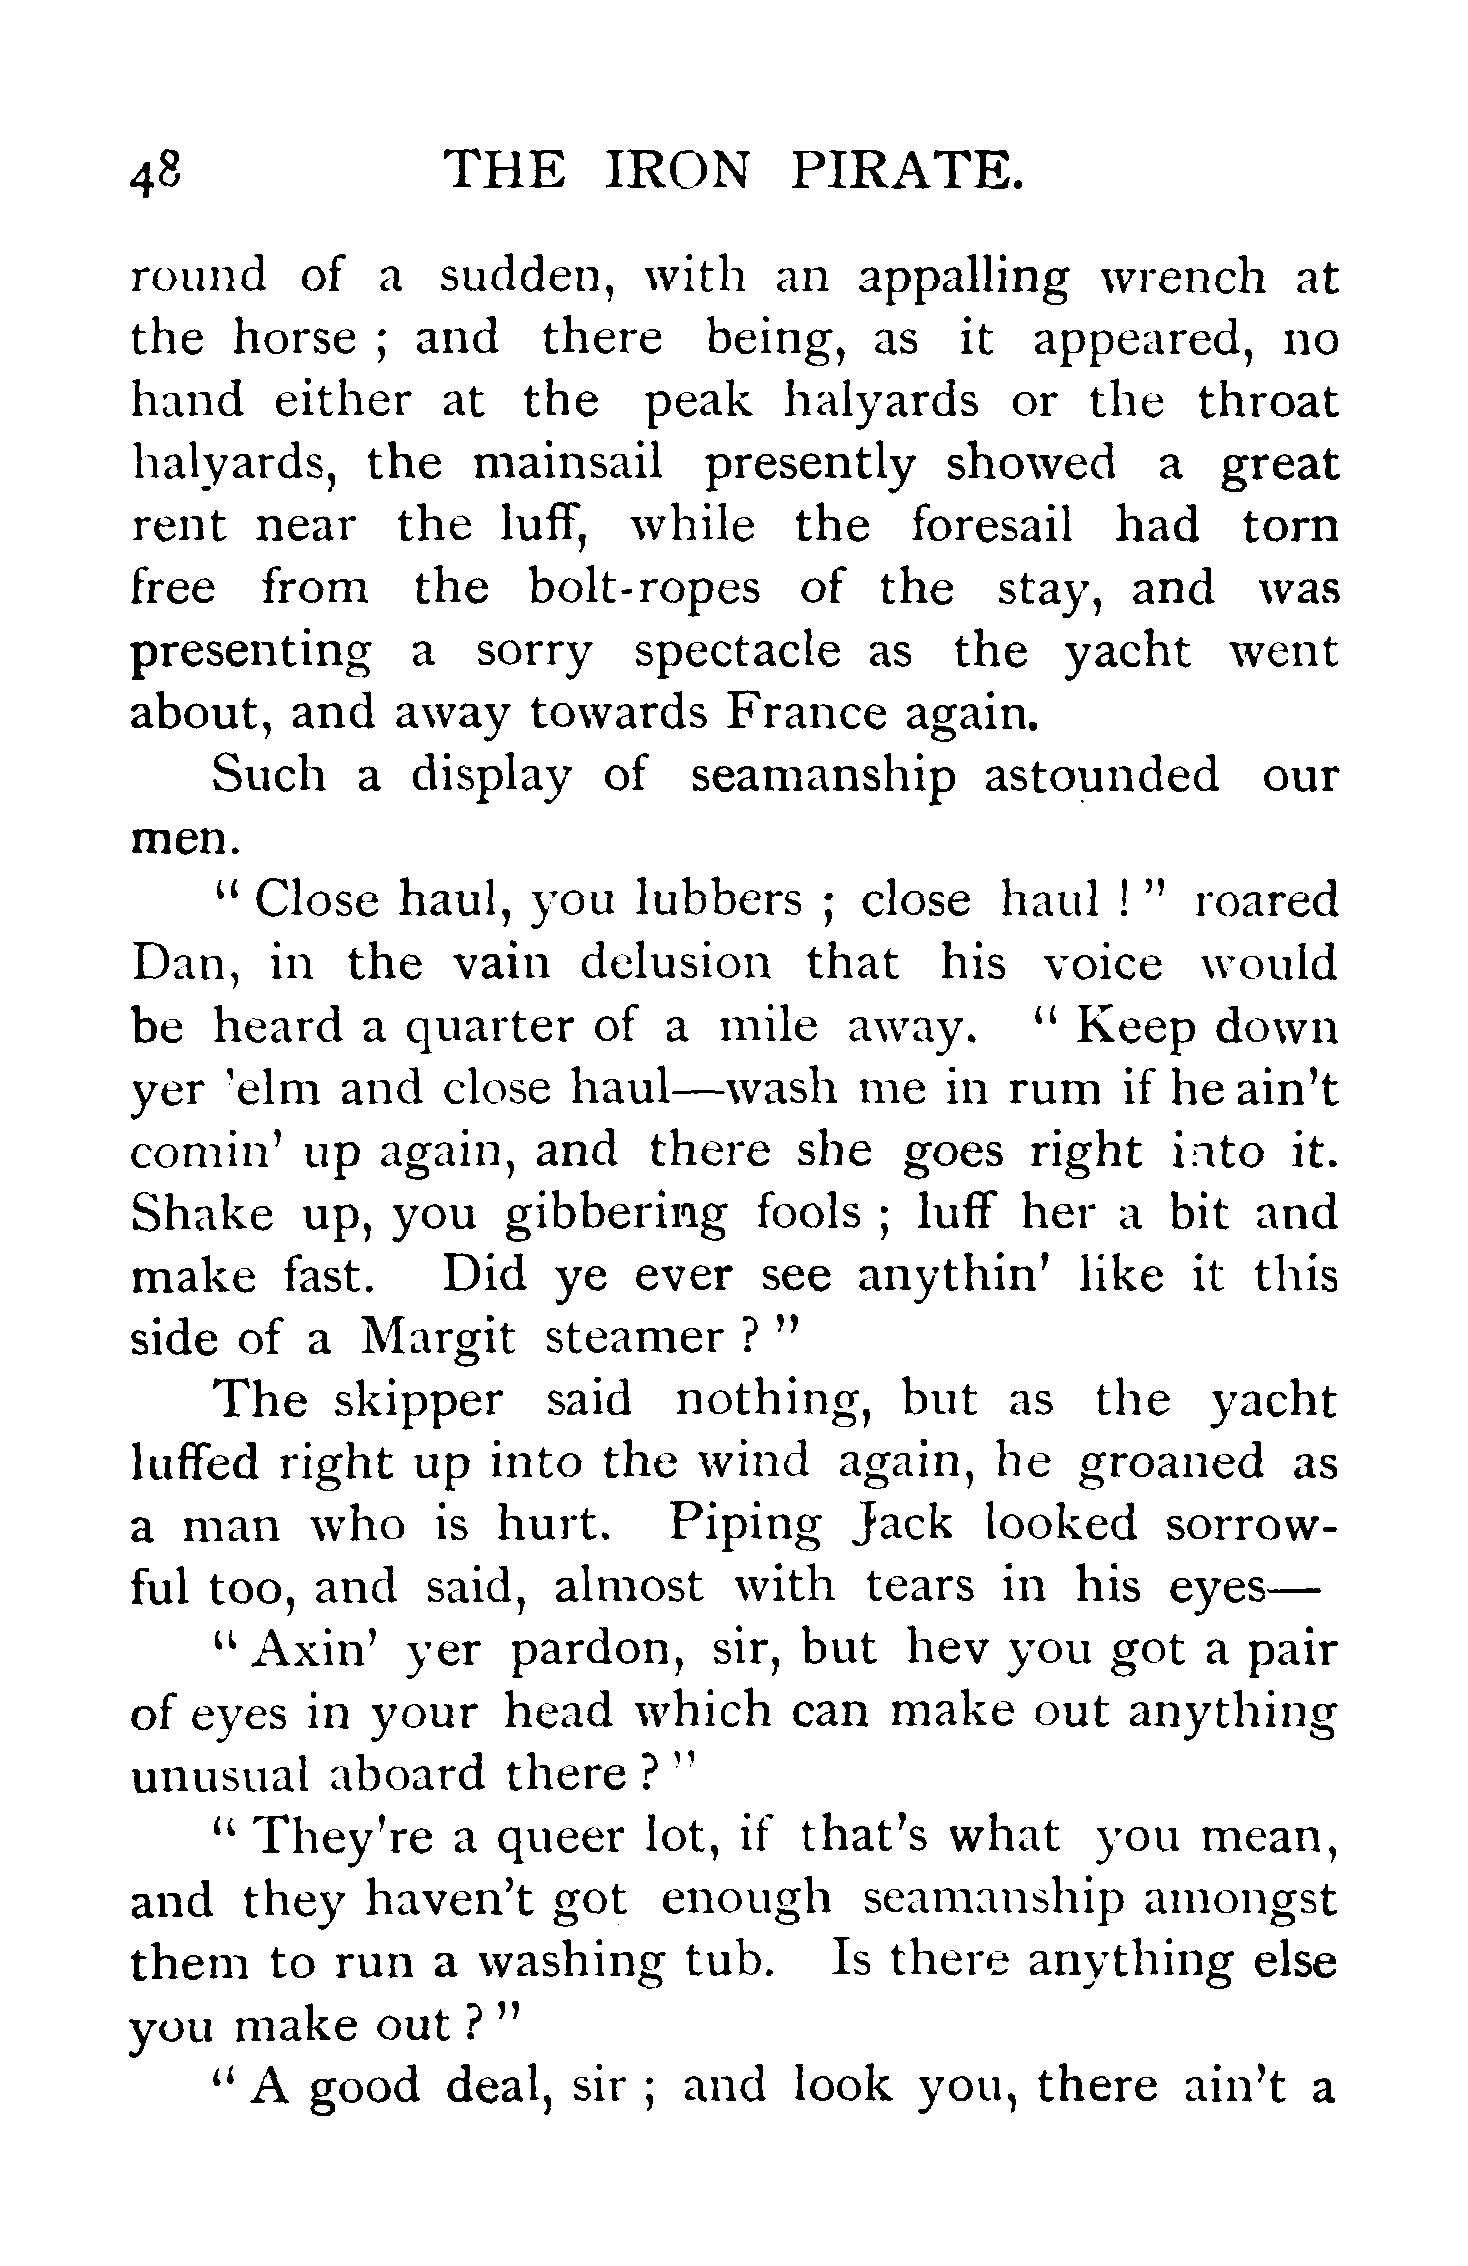 48 THE IRON PIRATE.
round of a sudden, with an appalling wrench at
the horse ; and there being, as it appeared, no
hand either at the peak halyards or the throat
halyards, the mainsail presently showed a great
rent near the luff, while the foresail had torn
free from the bolt-ropes of the stay, and was
presenting a sorry spectacle as the yacht went
about, and away towards France again.
Such a display of seamanship astounded our
men.
“ Close haul, you lubbers ; close haul ! ” roared
Dan, in the vain delusion that his voice would
be heard a quarter of a mile away. “ Keep down
yer ’elm and close haul—wash me in rum if he ain’t
comin’ up again, and there she goes right into it.
Shake up, you gibbering fools ; luff her a bit and
make fast. Did ye ever see anythin’ like it this
side of a Margit steamer ? ”
The skipper said nothing, but as the yacht
luffed right up into the wind again, he groaned as
a man who is hurt. Piping Jack looked sorrow-
ful too, and said, almost with tears in his eyes—
“ Axin’ yer pardon, sir, but hev you got a pair
of eyes in your head which can make out anything
unusual aboard there ? ”
“ They’re a queer lot, if that’s what you mean,
and they haven’t got enough seamanship amongst
them to run a washing tub. Is there anything else
you make out ? ”
“ A good deal, sir ; and look you, there ain’t a